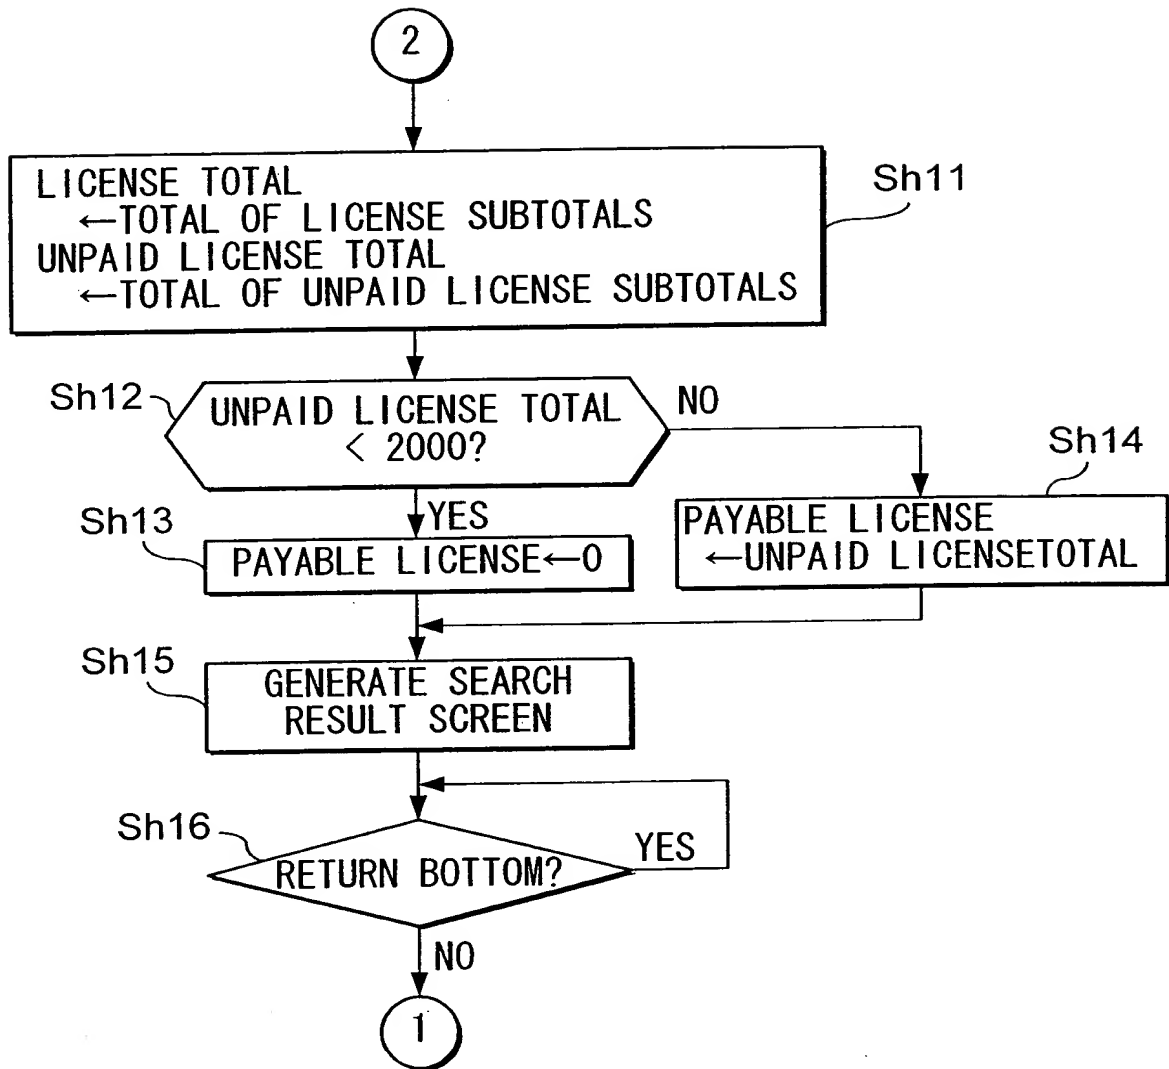 2
LICENSE TOTAL
←TOTAL OF LICENSE SUBTOTALS
UNPAID LICENSE TOTAL
←TOTAL OF UNPAID LICENSE SUBTOTALS
Sh11
Sh12
UNPAID LICENSE TOTAL
< 2000?
NO
YES
Sh13
PAYABLE LICENSE←0
Sh14
PAYABLE LICENSE
←UNPAID LICENSETOTAL
Sh15
GENERATE SEARCH
RESULT SCREEN
Sh16
RETURN BOTTOM?
YES
NO
1